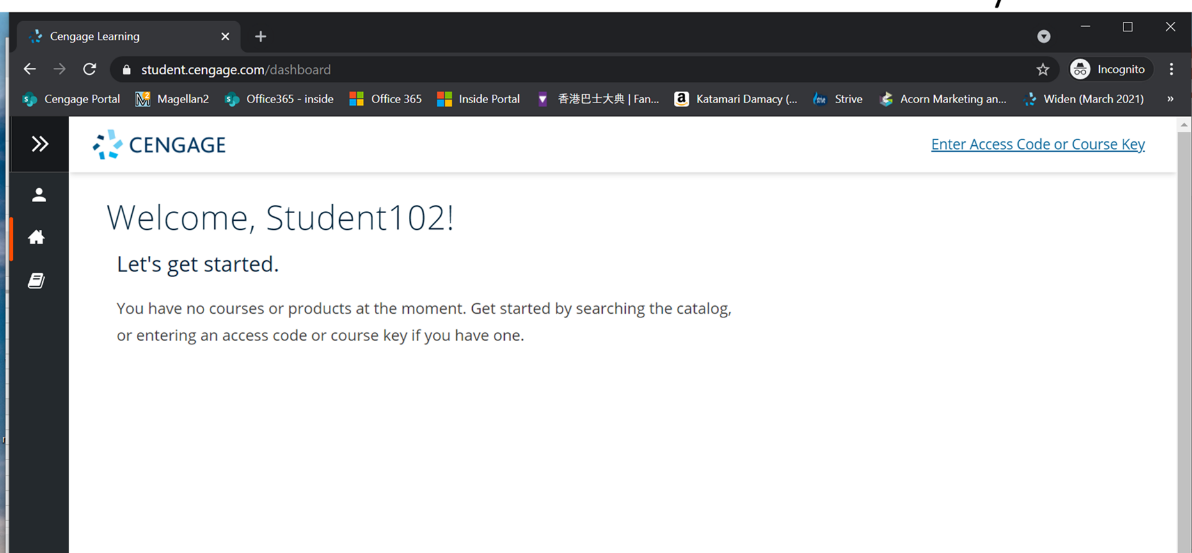 Cengage Learning
student.cengage.com/dashboard
Incognito
Cengage Portal Magellan2 Office365 - inside Office 365 Inside Portal 香港巴士大典 | Fan... Katamari Damacy (... Strive Acorn Marketing an... Widen (March 2021) »
CENGAGE
Enter Access Code or Course Key
Welcome, Student102!
Let's get started.
You have no courses or products at the moment. Get started by searching the catalog,
or entering an access code or course key if you have one.